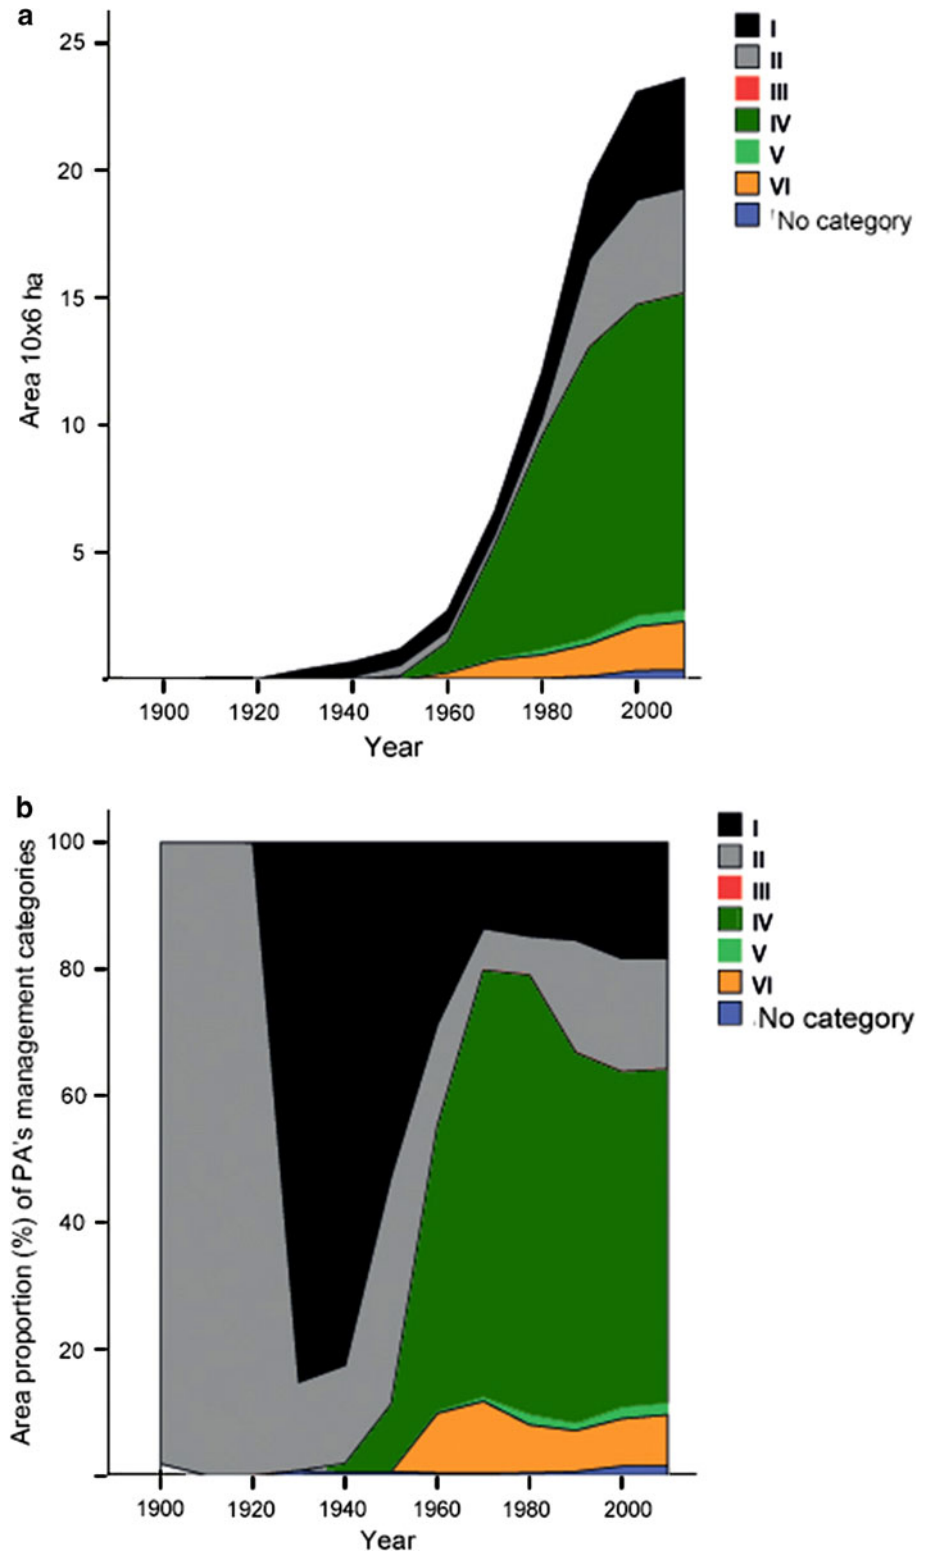 a
I
II
III
IV
V
VI
No category
25
20
15
10
5
Area 10x6 ha
1900 1920 1940 1960 1980 2000
Year
b
I
II
III
IV
V
VI
No category
100
80
60
40
20
Area proportion (%) of PA's management categories
1900 1920 1940 1960 1980 2000
Year